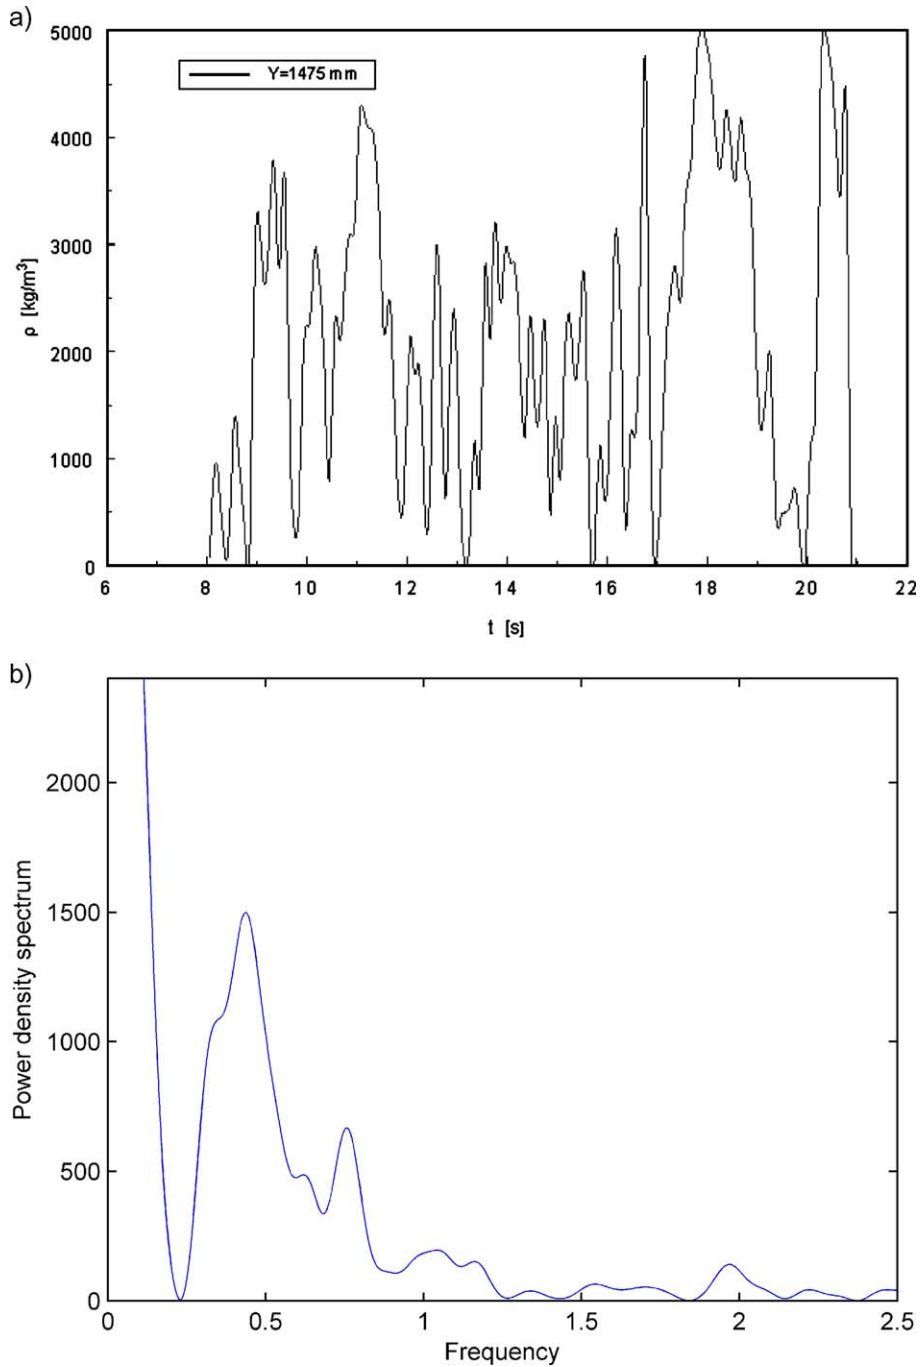 a)
5000
Y=1475 mm
4000
3000
ρ [kg/m³]
2000
1000
0
6 8 10 12 14 16 18 20 22
t [s]
b)
2000
1500
Power density spectrum
1000
500
0
0 0.5 1 1.5 2 2.5
Frequency